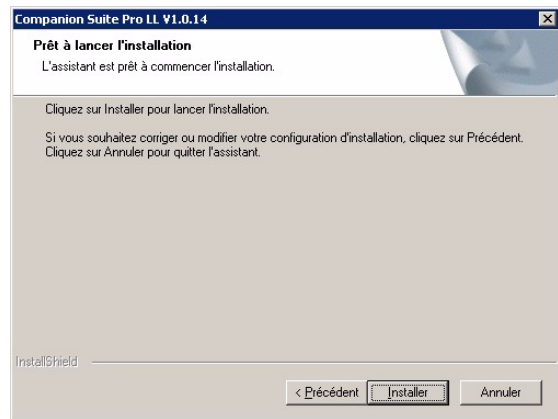 Companion Suite Pro LL V1.0.14
Prêt à lancer l'installation
L'assistant est prêt à commencer l'installation.
Cliquez sur Installer pour lancer l'installation.
Si vous souhaitez corriger ou modifier votre configuration d'installation, cliquez sur Précédent.
Cliquez sur Annuler pour quitter l'assistant.
InstallShield
< Précédent
Installer
Annuler